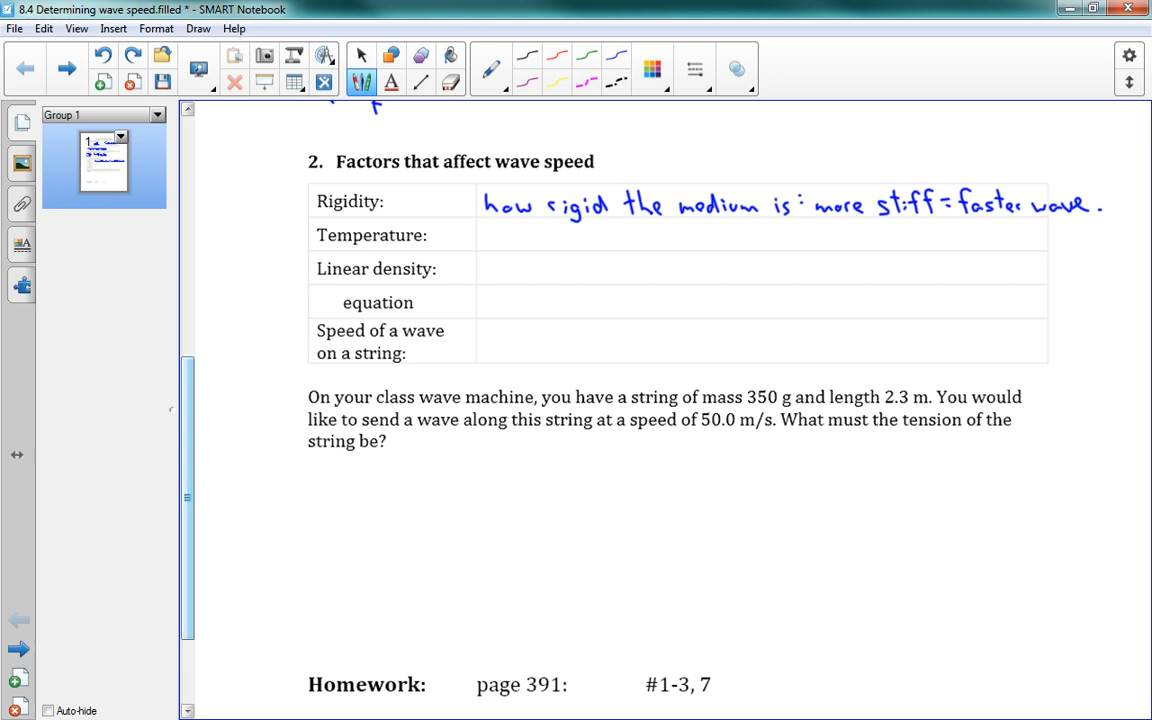 8.4 Determining wave speed.filled * - SMART Notebook
File Edit View Insert Format Draw Help
Group 1
1
2. Factors that affect wave speed
Rigidity: how rigid the medium is: more stiff = faster wave.
Temperature:
Linear density:
equation
Speed of a wave
on a string:
On your class wave machine, you have a string of mass 350 g and length 2.3 m. You would
like to send a wave along this string at a speed of 50.0 m/s. What must the tension of the
string be?
Homework: page 391: #1-3, 7
Auto-hide